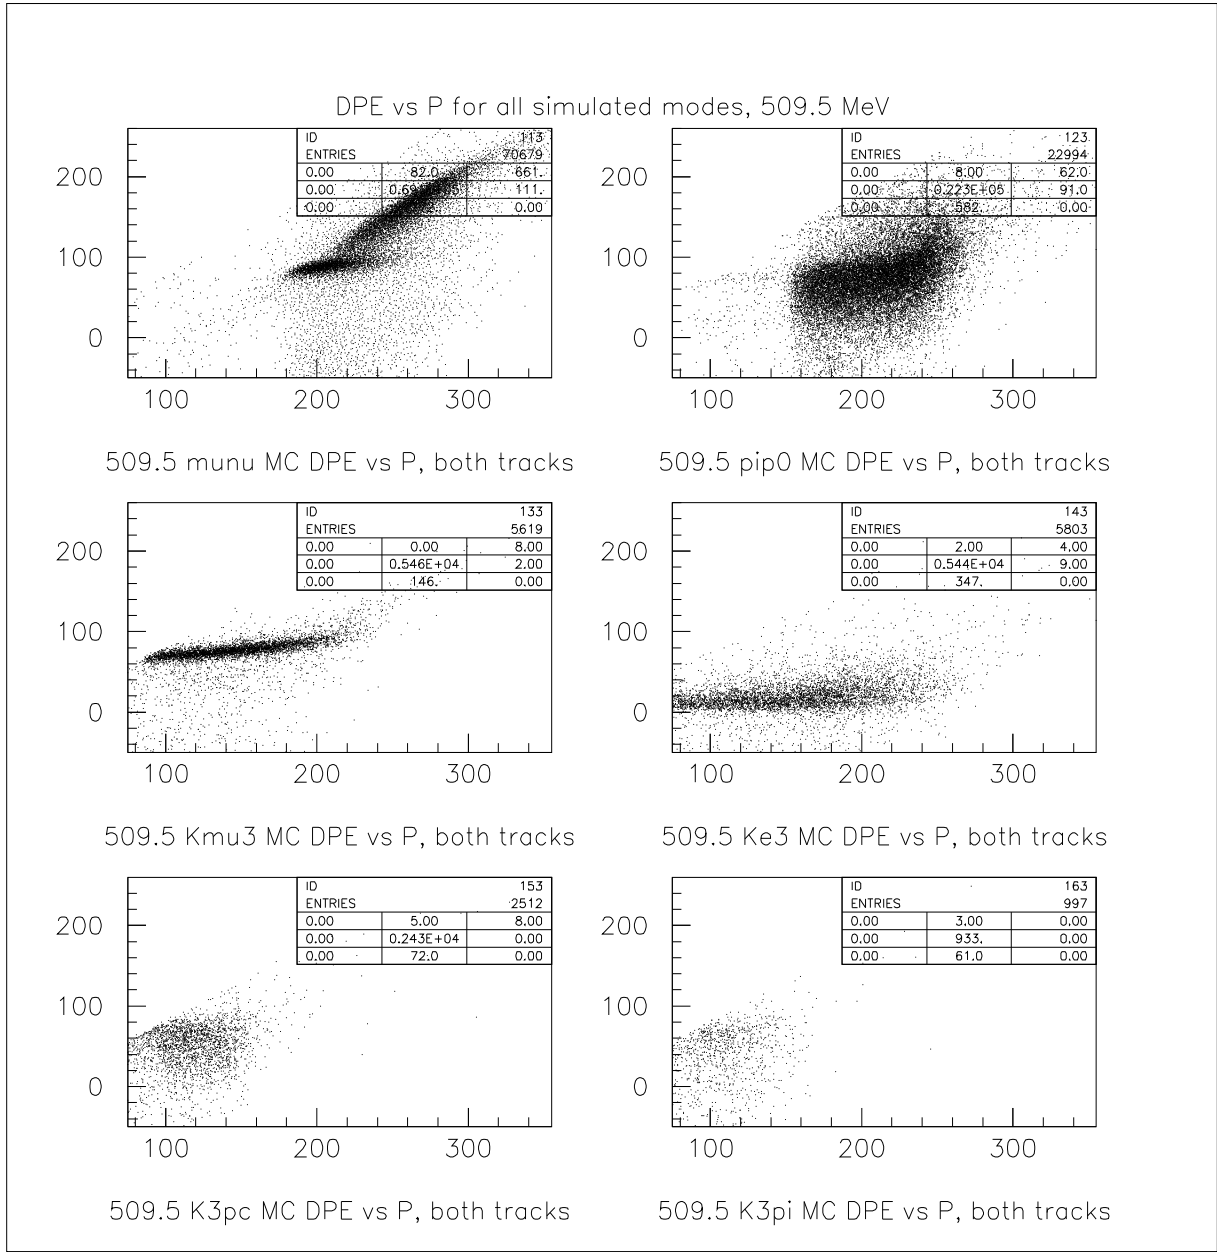 DPE vs P for all simulated modes, 509.5 MeV
ID 113
ENTRIES 70679
0.00 82.0 661.
0.00 111.
0.00 0.00
200
100
0
100 200 300
509.5 munu MC DPE vs P, both tracks
ID 123
ENTRIES 22994
0.00 8.00 62.0
0.00 0.223E+05 91.0
0.00 582. 0.00
200
100
0
100 200 300
509.5 pip0 MC DPE vs P, both tracks
ID 133
ENTRIES 5619
0.00 0.00 8.00
0.00 0.546E+04 2.00
0.00 146. 0.00
200
100
0
100 200 300
509.5 Kmu3 MC DPE vs P, both tracks
ID 143
ENTRIES 5803
0.00 2.00 4.00
0.00 0.544E+04 9.00
0.00 347. 0.00
200
100
0
100 200 300
509.5 Ke3 MC DPE vs P, both tracks
ID 153
ENTRIES 2512
0.00 5.00 8.00
0.00 0.243E+04 0.00
0.00 72.0 0.00
200
100
0
100 200 300
509.5 K3pc MC DPE vs P, both tracks
ID 163
ENTRIES 997
0.00 3.00 0.00
0.00 933. 0.00
0.00 61.0 0.00
200
100
0
100 200 300
509.5 K3pi MC DPE vs P, both tracks